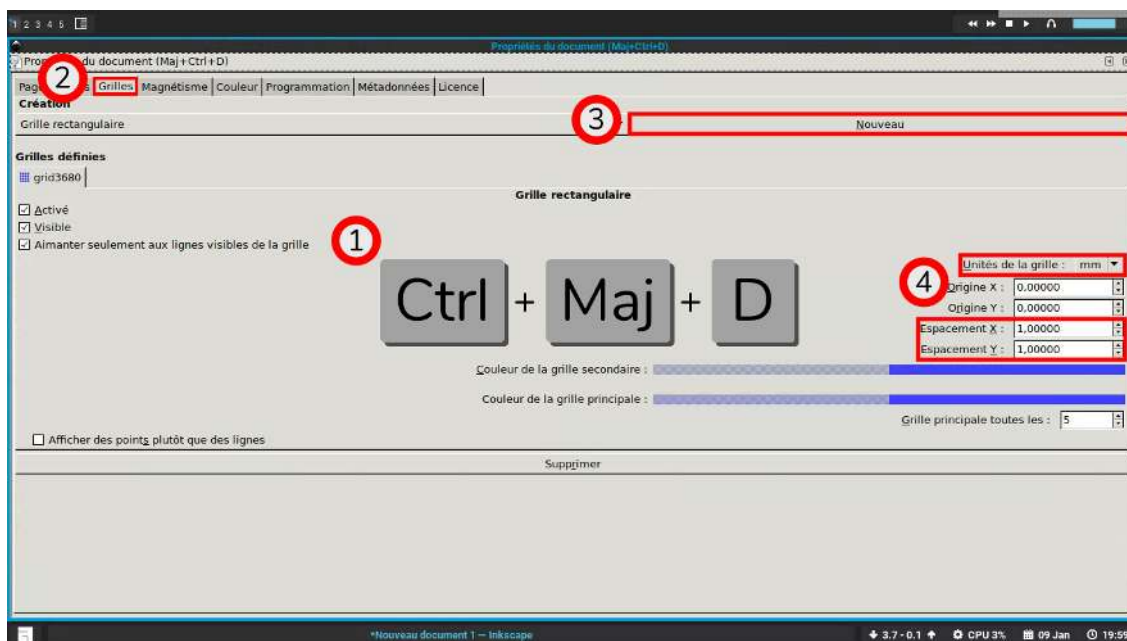 1 2 3 4 5
Propriétés du document (Maj+Ctrl+D)
du document (Maj+Ctrl+D)
2
Grilles Magnétisme Couleur Programmation Métadonnées Licence
Création
Grille rectangulaire
3
Nouveau
Grilles définies
grid3680
Grille rectangulaire
Activé
Visible
Aimanter seulement aux lignes visibles de la grille
1
Unités de la grille : mm
4
Origine X : 0,00000
Origine Y : 0,00000
Espacement X : 1,00000
Espacement Y : 1,00000
Ctrl + Maj + D
Couleur de la grille secondaire :
Couleur de la grille principale :
Grille principale toutes les : 5
Afficher des points plutôt que des lignes
Supprimer
*Nouveau document 1 — Inkscape
3.7 - 0.1 CPU 3% 09 Jan 19:59